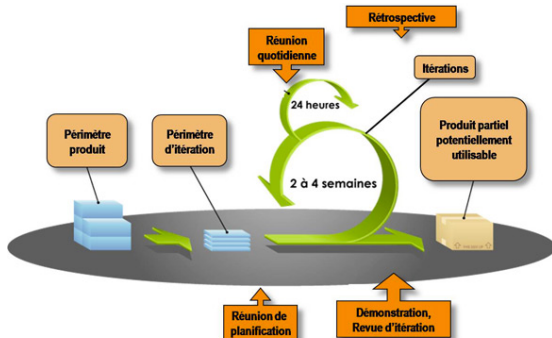 Rétrospective
Réunion
quotidienne
Itérations
24 heures
Périmètre
produit
Périmètre
d'itération
Produit partiel
potentiellement
utilisable
2 à 4 semaines
Réunion de
planification
Démonstration,
Revue d'itération